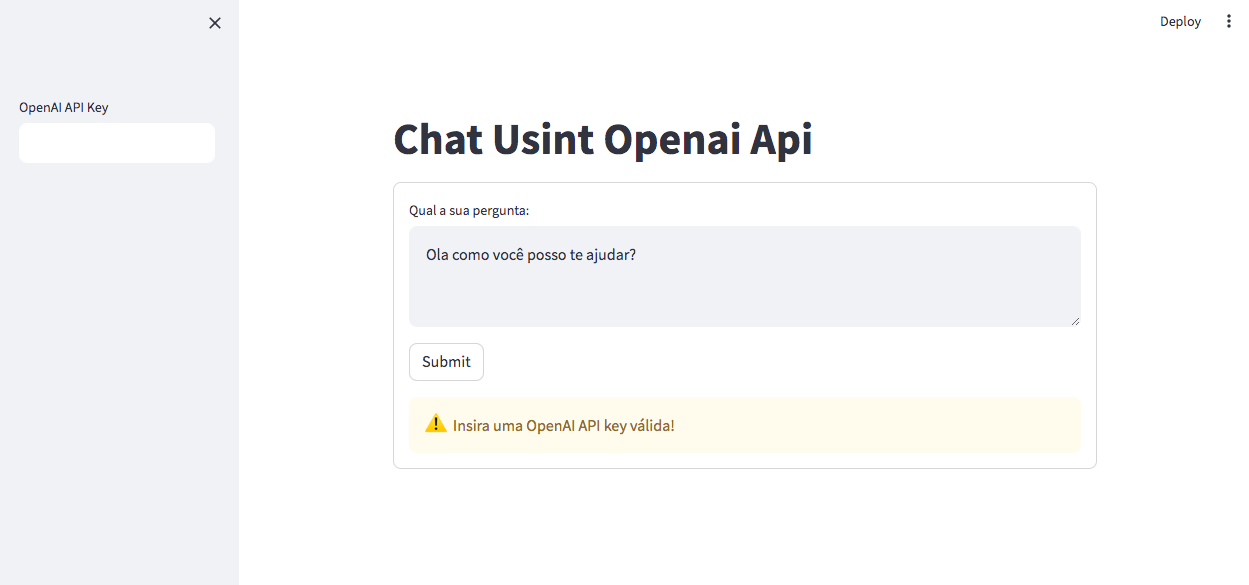 Deploy
OpenAI API Key
Chat Usint Openai Api
Qual a sua pergunta:
Ola como você posso te ajudar?
Submit
Insira uma OpenAI API key válida!